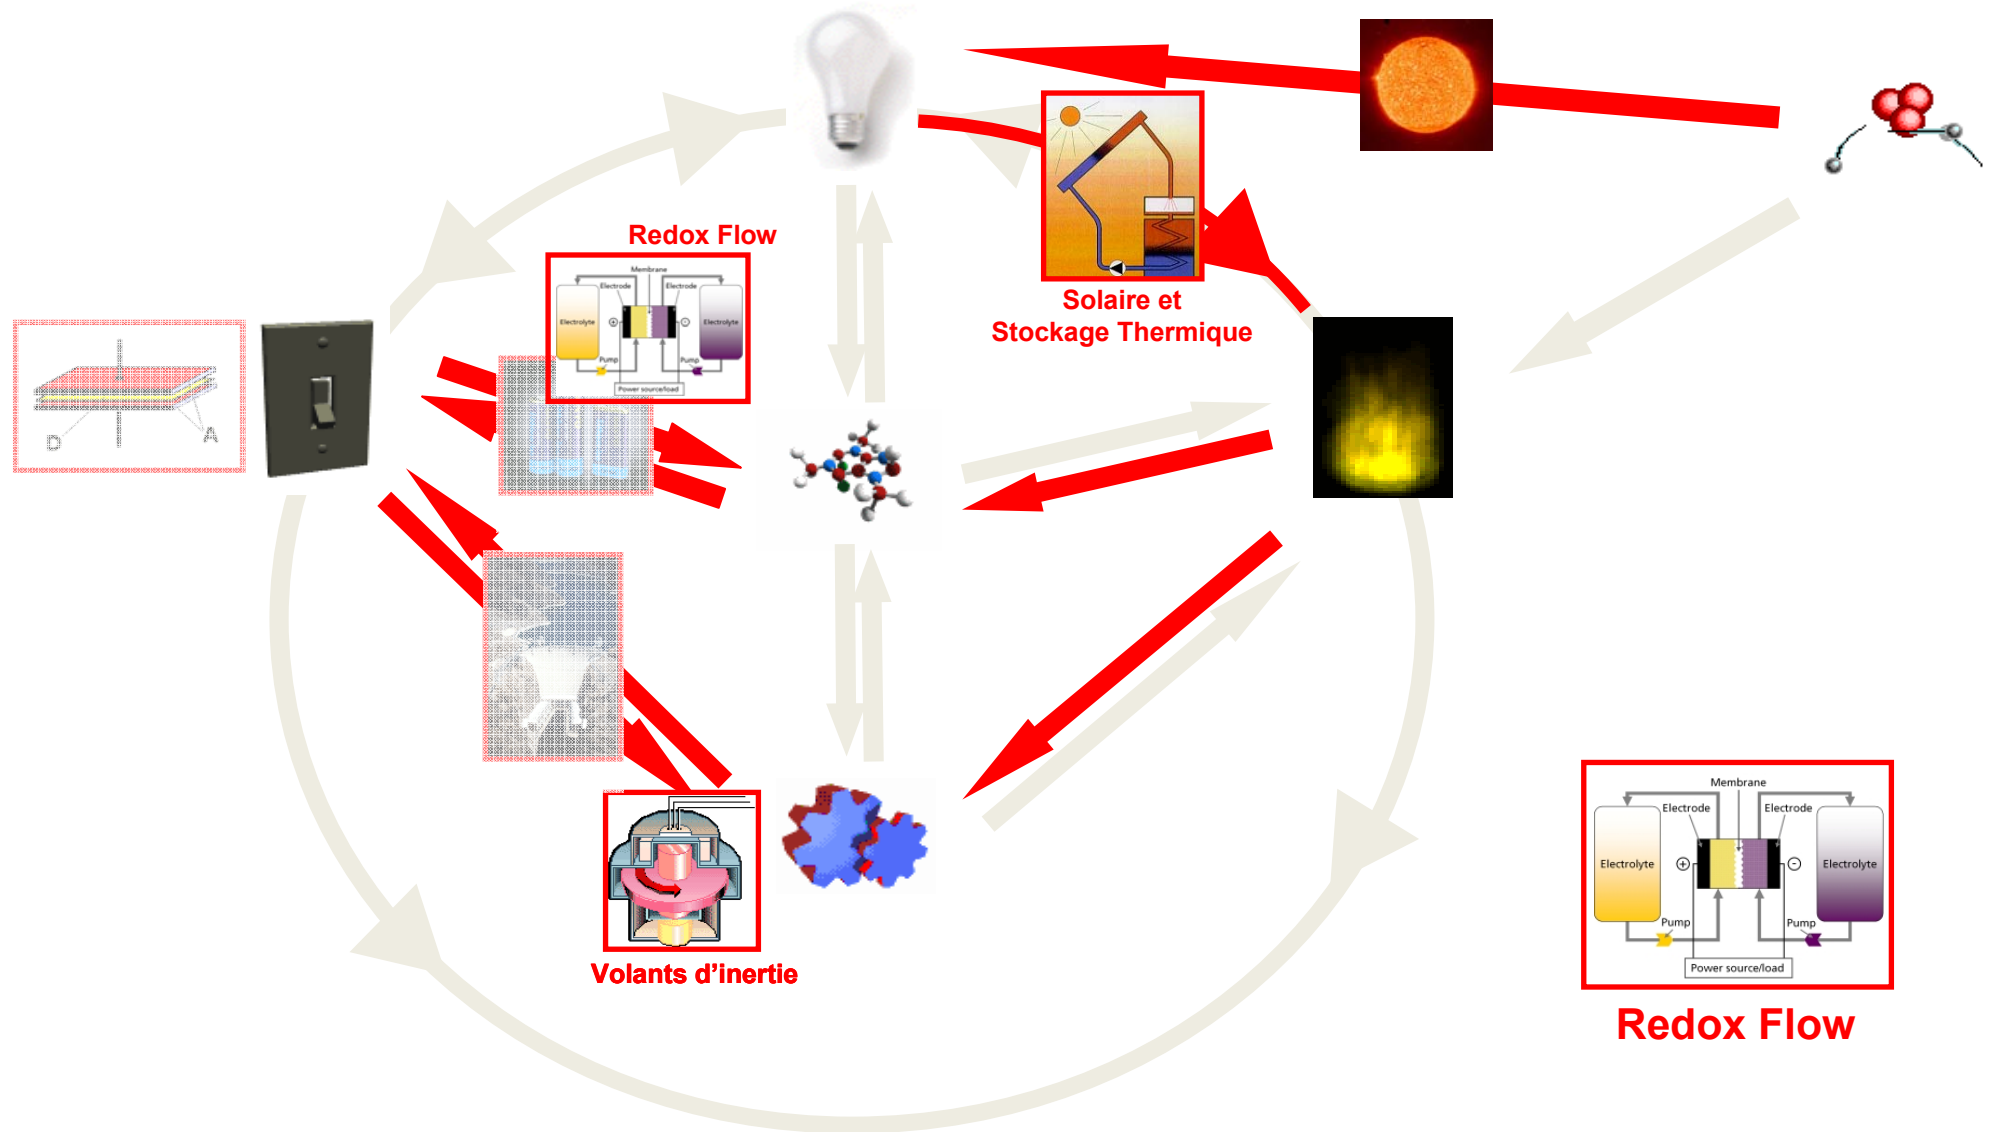 Redox Flow
Membrane
Electrode
Electrode
Electrolyte
Electrolyte
Pump
Pump
Power source/load
Solaire et
Stockage Thermique
D
A
Volants d’inertie
Membrane
Electrode
Electrode
Electrolyte
Electrolyte
Pump
Pump
Power source/load
Redox Flow